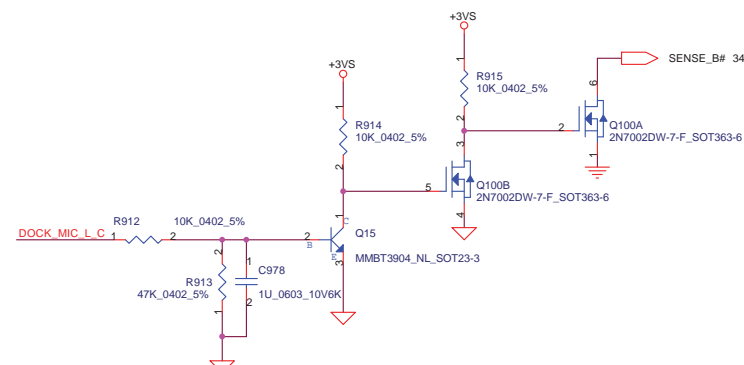 +3VS
SENSE_B# 34
6
1
R915
10K_0402_5%
2
+3VS
1
R914
10K_0402_5%
2
2
Q100A
2N7002DW-7-F_SOT363-6
1
3
5
Q100B
2N7002DW-7-F_SOT363-6
4
R912
10K_0402_5%
DOCK_MIC_L_C
1
2
1
C
2
B
Q15
E
3
MMBT3904_NL_SOT23-3
2
R913
47K_0402_5%
1
1
C978
1U_0603_10V6K
2